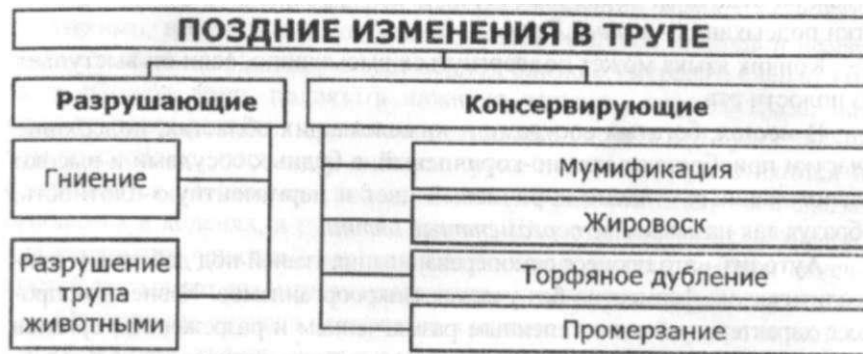 ПОЗДНИЕ ИЗМЕНЕНИЯ В ТРУПЕ
Разрушающие
Консервирующие
Гниение
Мумификация
Жировоск
Разрушение
трупа
животными
Торфяное дубление
Промерзание